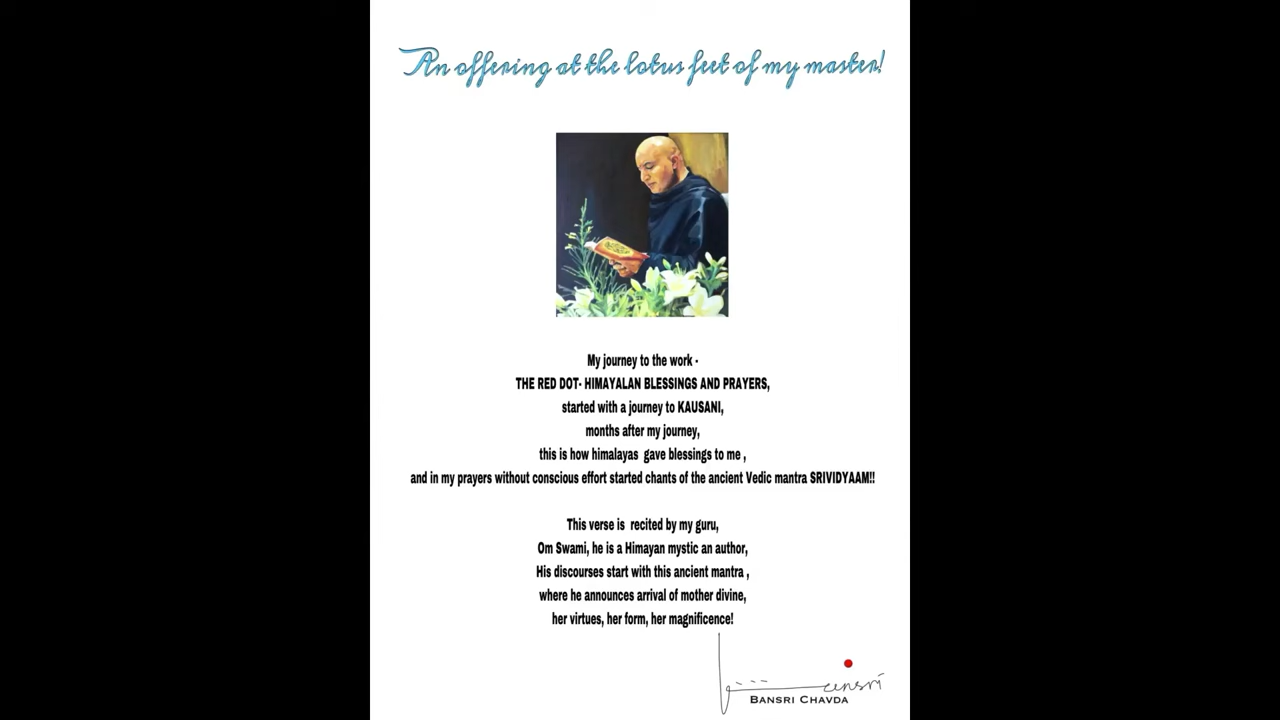 An offering at the lotus feet of my master!
My journey to the work -
THE RED DOT- HIMAYALAN BLESSINGS AND PRAYERS,
started with a journey to KAUSANI,
months after my journey,
this is how himalayas gave blessings to me ,
and in my prayers without conscious effort started chants of the ancient Vedic mantra SRIVIDYAAM!!
This verse is recited by my guru,
Om Swami, he is a Himayan mystic an author,
His discourses start with this ancient mantra ,
where he announces arrival of mother divine,
her virtues, her form, her magnificence!
BANSRI CHAVDA